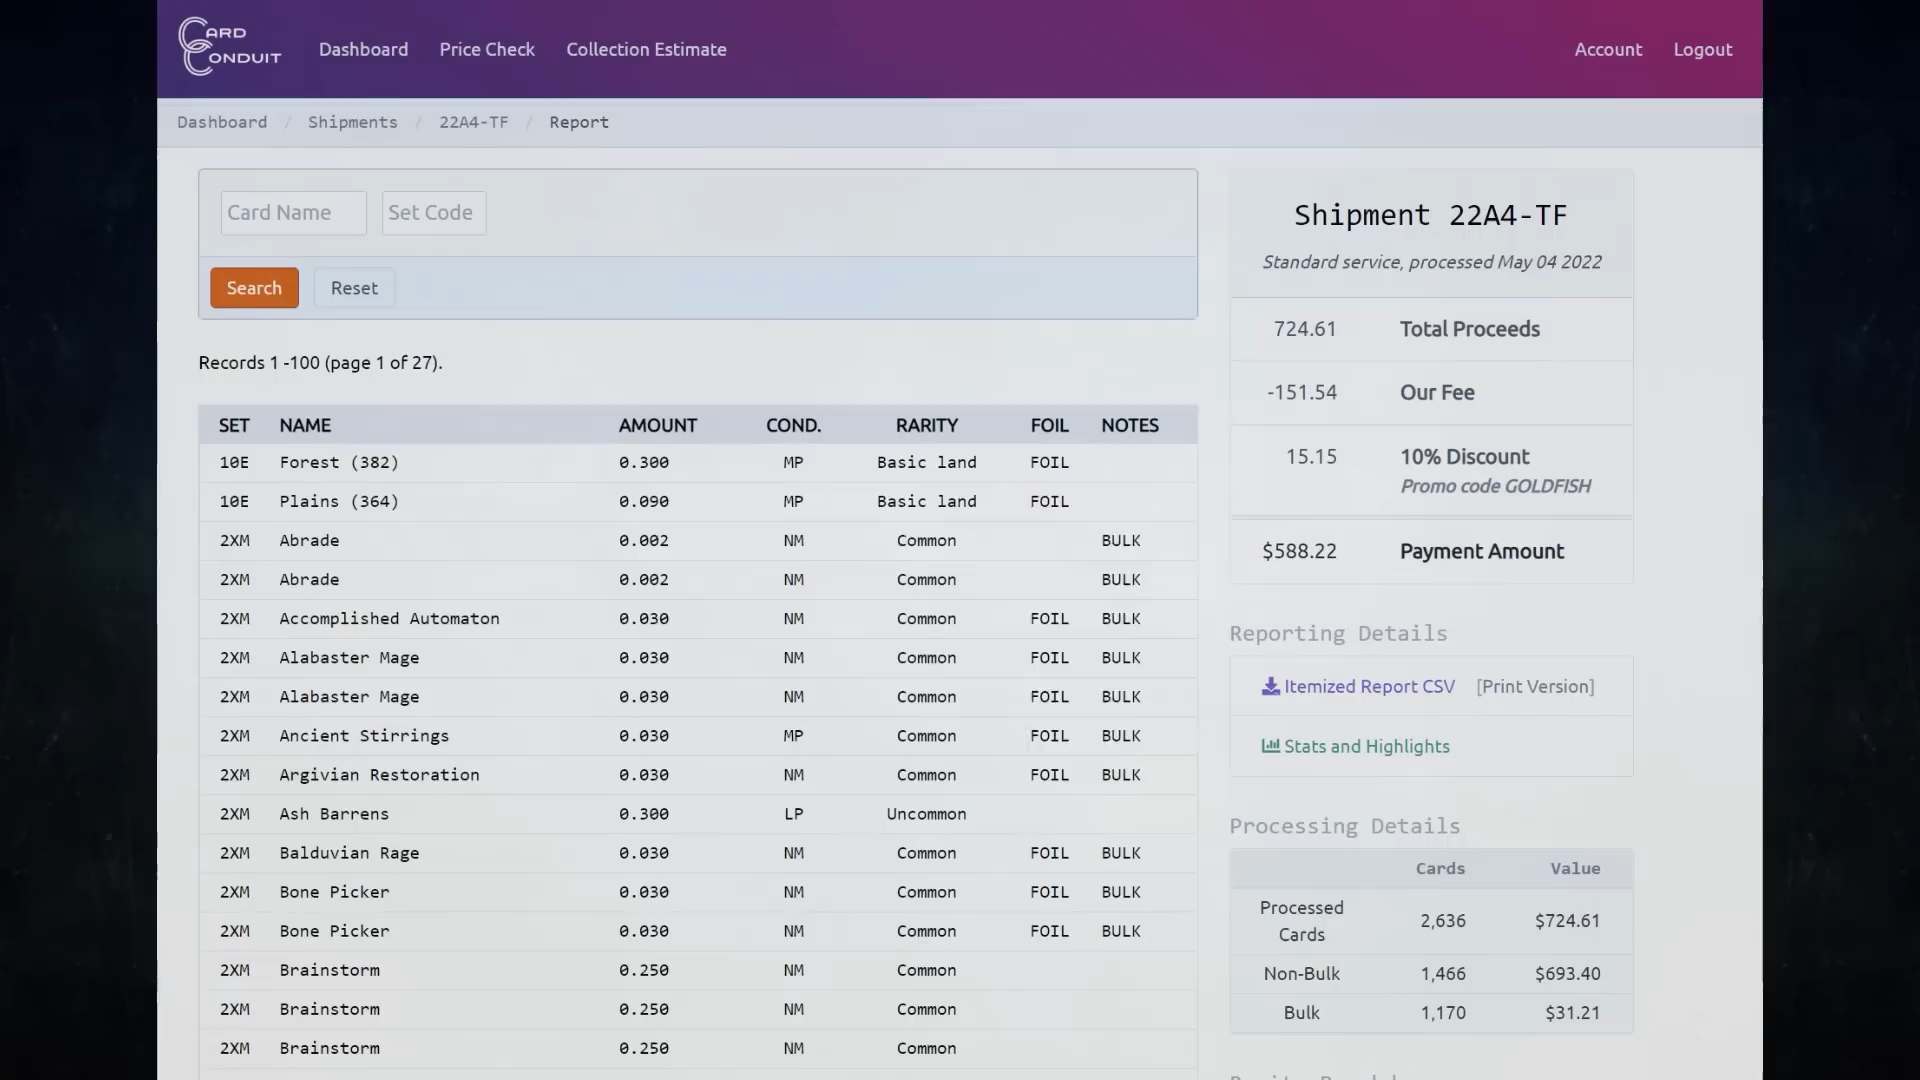 CARD CONDUIT
Dashboard Price Check Collection Estimate Account Logout
Dashboard / Shipments / 22A4-TF / Report
Card Name Set Code
Search Reset
Records 1 -100 (page 1 of 27).
SET NAME AMOUNT COND. RARITY FOIL NOTES
10E Forest (382) 0.300 MP Basic land FOIL
10E Plains (364) 0.090 MP Basic land FOIL
2XM Abrade 0.002 NM Common BULK
2XM Abrade 0.002 NM Common BULK
2XM Accomplished Automaton 0.030 NM Common FOIL BULK
2XM Alabaster Mage 0.030 NM Common FOIL BULK
2XM Alabaster Mage 0.030 NM Common FOIL BULK
2XM Ancient Stirrings 0.030 MP Common FOIL BULK
2XM Argivian Restoration 0.030 NM Common FOIL BULK
2XM Ash Barrens 0.300 LP Uncommon
2XM Balduvian Rage 0.030 NM Common FOIL BULK
2XM Bone Picker 0.030 NM Common FOIL BULK
2XM Bone Picker 0.030 NM Common FOIL BULK
2XM Brainstorm 0.250 NM Common
2XM Brainstorm 0.250 NM Common
2XM Brainstorm 0.250 NM Common
Shipment 22A4-TF
Standard service, processed May 04 2022
724.61 Total Proceeds
-151.54 Our Fee
15.15 10% Discount
Promo code GOLDFISH
$588.22 Payment Amount
Reporting Details
Itemized Report CSV [Print Version]
Stats and Highlights
Processing Details
Cards Value
Processed Cards 2,636 $724.61
Non-Bulk 1,466 $693.40
Bulk 1,170 $31.21